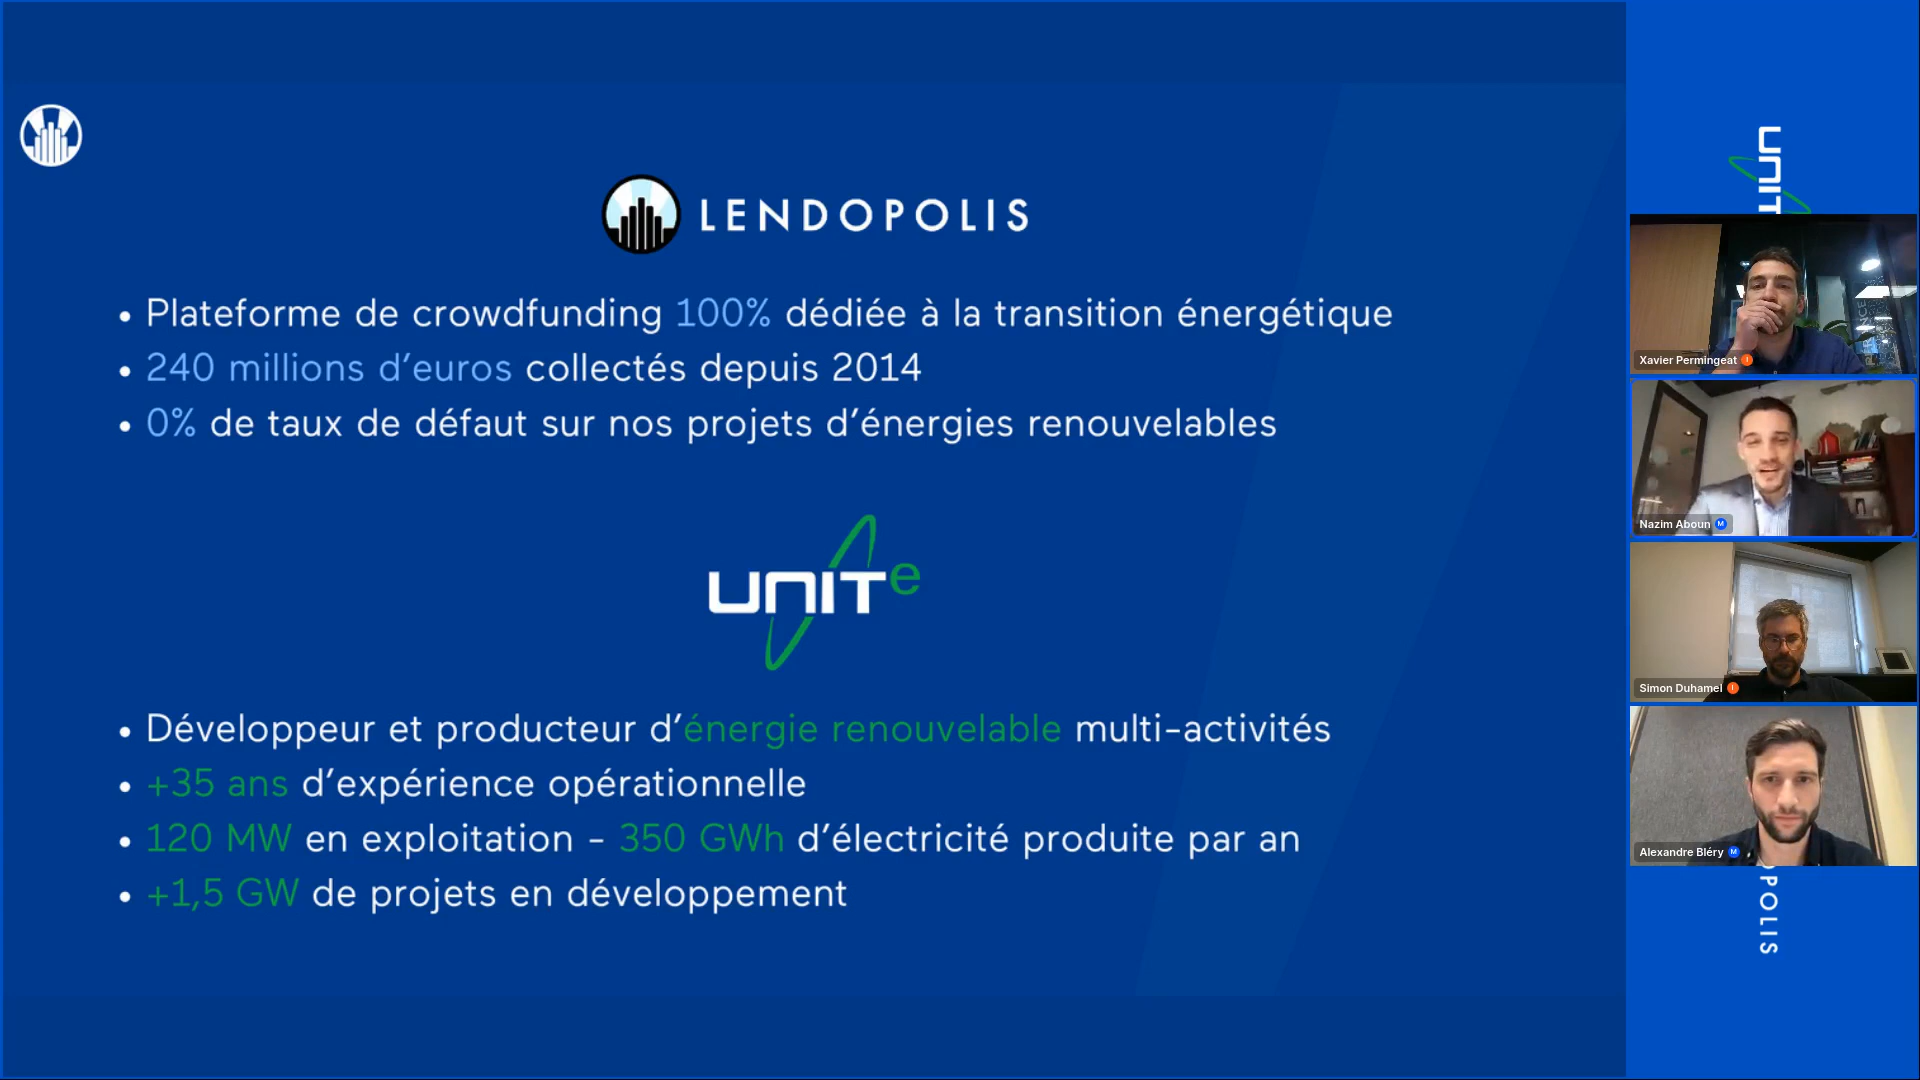 LENDOPOLIS
• Plateforme de crowdfunding 100% dédiée à la transition énergétique
• 240 millions d’euros collectés depuis 2014
• 0% de taux de défaut sur nos projets d’énergies renouvelables
UNITe
• Développeur et producteur d’énergie renouvelable multi-activités
• +35 ans d’expérience opérationnelle
• 120 MW en exploitation - 350 GWh d’électricité produite par an
• +1,5 GW de projets en développement
UNIT
Xavier Permingeat I
Nazim Aboun M
Simon Duhamel I
Alexandre Bléry M
OPOLIS